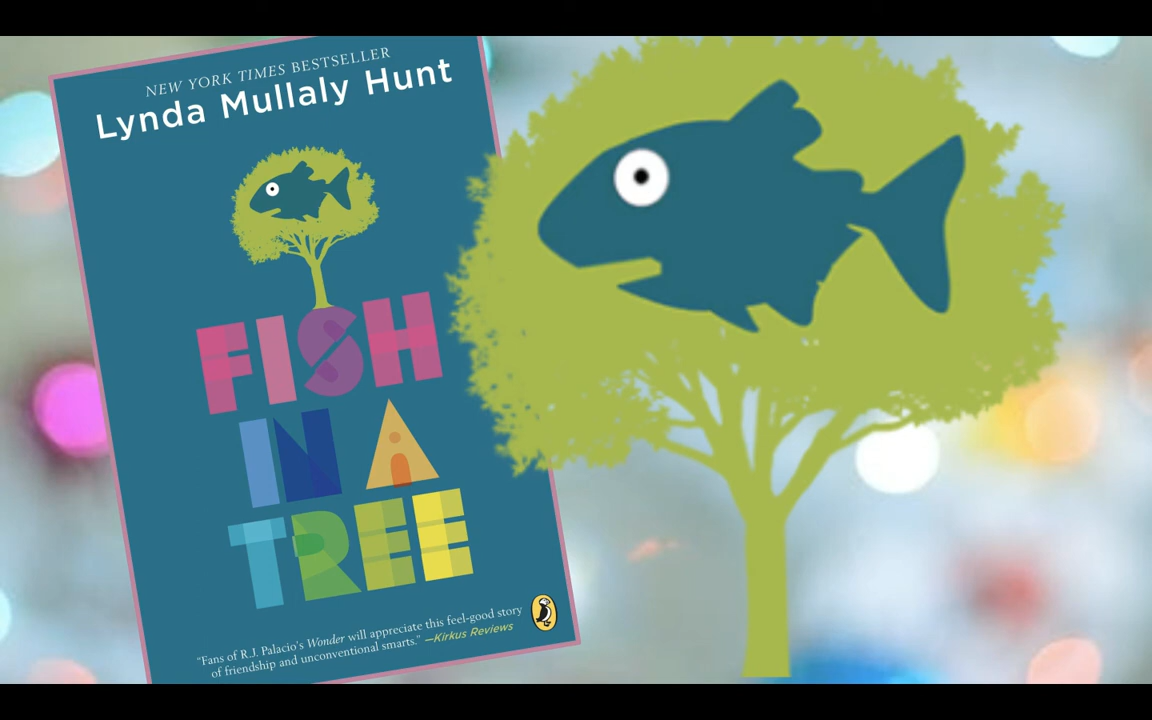 NEW YORK TIMES BESTSELLER
Lynda Mullaly Hunt
FISH
IN A
TREE
“Fans of R.J. Palacio’s Wonder will appreciate this feel-good story
of friendship and unconventional smarts.” —Kirkus Reviews